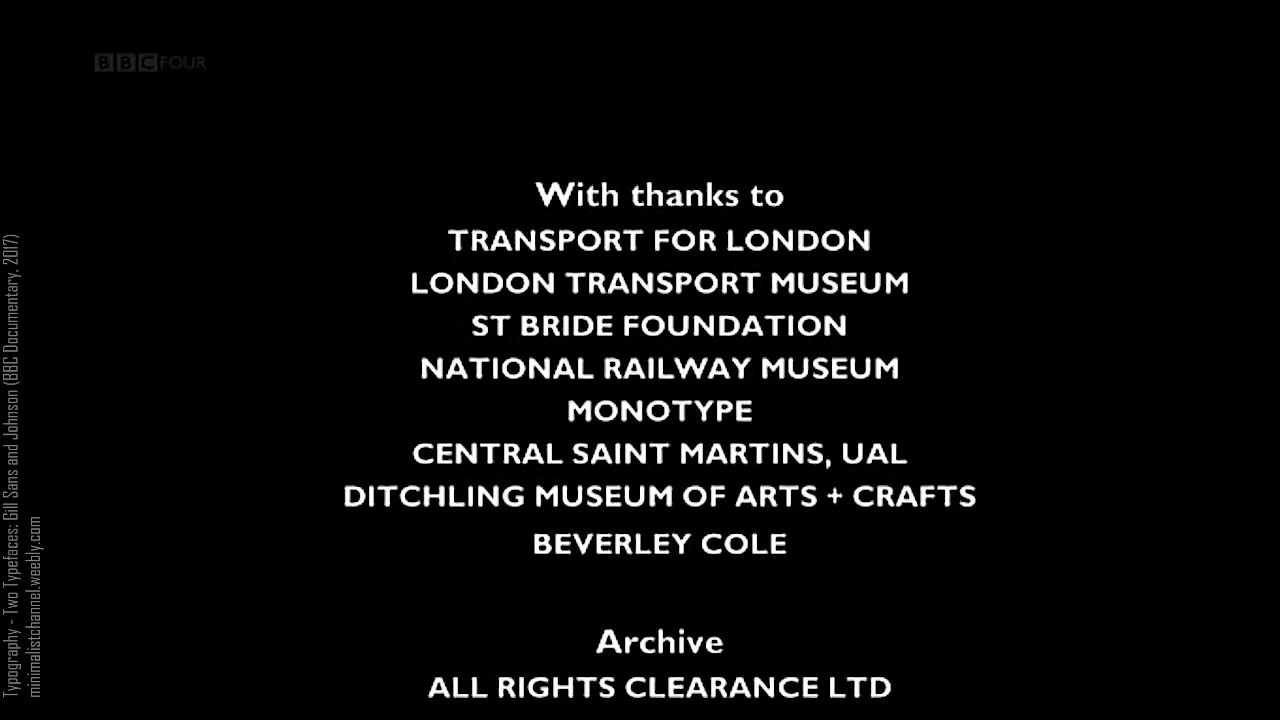 BBC FOUR
With thanks to
TRANSPORT FOR LONDON
LONDON TRANSPORT MUSEUM
ST BRIDE FOUNDATION
NATIONAL RAILWAY MUSEUM
MONOTYPE
CENTRAL SAINT MARTINS, UAL
DITCHLING MUSEUM OF ARTS + CRAFTS
BEVERLEY COLE
Archive
ALL RIGHTS CLEARANCE LTD
Typography - Two Typefaces: Gill Sans and Johnson (BBC Documentary, 2017)
minimalistchannel.weebly.com